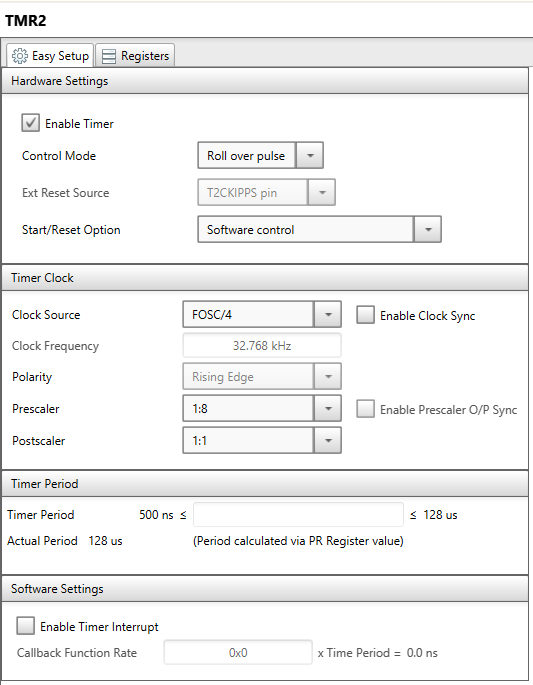 TMR2
Easy Setup Registers
Hardware Settings
Enable Timer
Control Mode Roll over pulse
Ext Reset Source T2CKIPPS pin
Start/Reset Option Software control
Timer Clock
Clock Source FOSC/4 Enable Clock Sync
Clock Frequency 32.768 kHz
Polarity Rising Edge
Prescaler 1:8 Enable Prescaler O/P Sync
Postscaler 1:1
Timer Period
Timer Period 500 ns ≤ ≤ 128 us
Actual Period 128 us (Period calculated via PR Register value)
Software Settings
Enable Timer Interrupt
Callback Function Rate 0x0 x Time Period = 0.0 ns